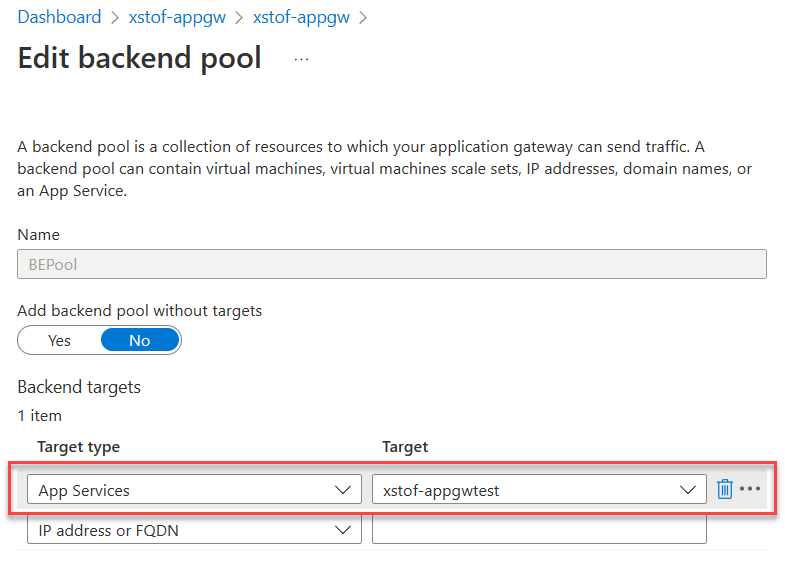 Dashboard > xstof-appgw > xstof-appgw >
Edit backend pool ...
A backend pool is a collection of resources to which your application gateway can send traffic. A
backend pool can contain virtual machines, virtual machines scale sets, IP addresses, domain names, or
an App Service.
Name
BEPool
Add backend pool without targets
Yes No
Backend targets
1 item
Target type Target
App Services xstof-appgwtest
IP address or FQDN